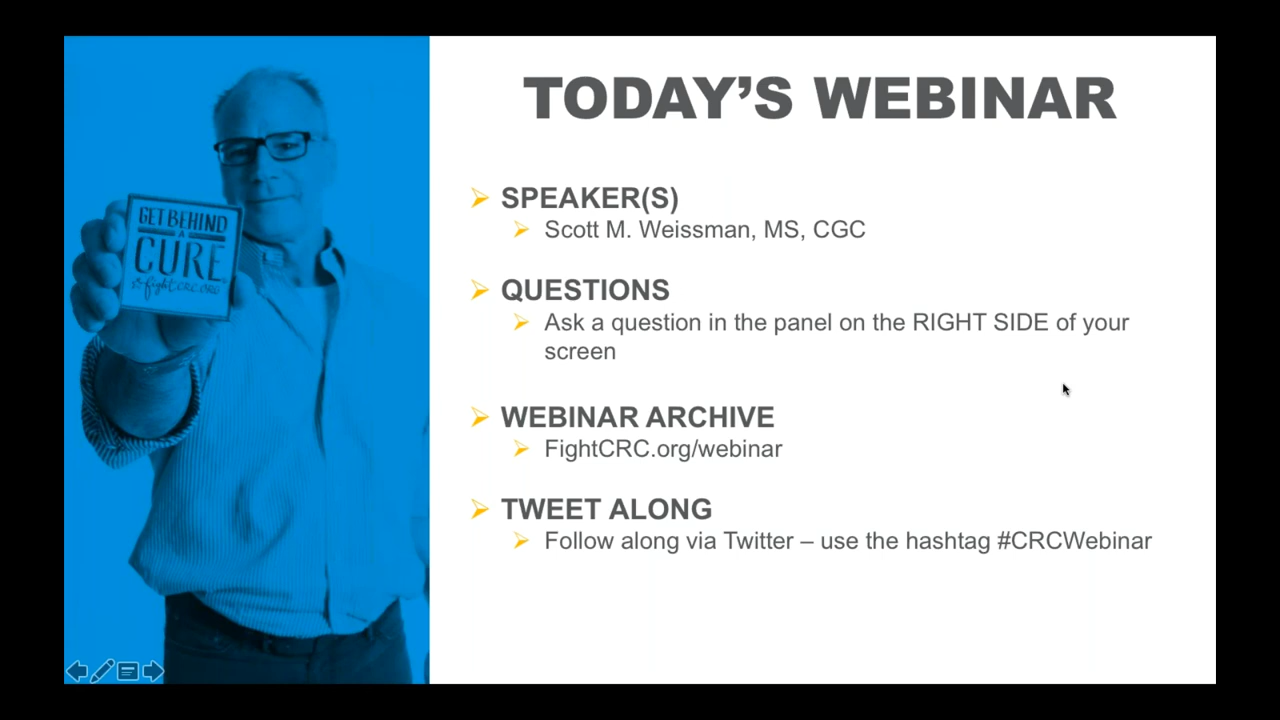 TODAY’S WEBINAR
SPEAKER(S)
Scott M. Weissman, MS, CGC
QUESTIONS
Ask a question in the panel on the RIGHT SIDE of your
screen
WEBINAR ARCHIVE
FightCRC.org/webinar
TWEET ALONG
Follow along via Twitter – use the hashtag #CRCWebinar
GET BEHIND
A
CURE
fightCRC.ORG